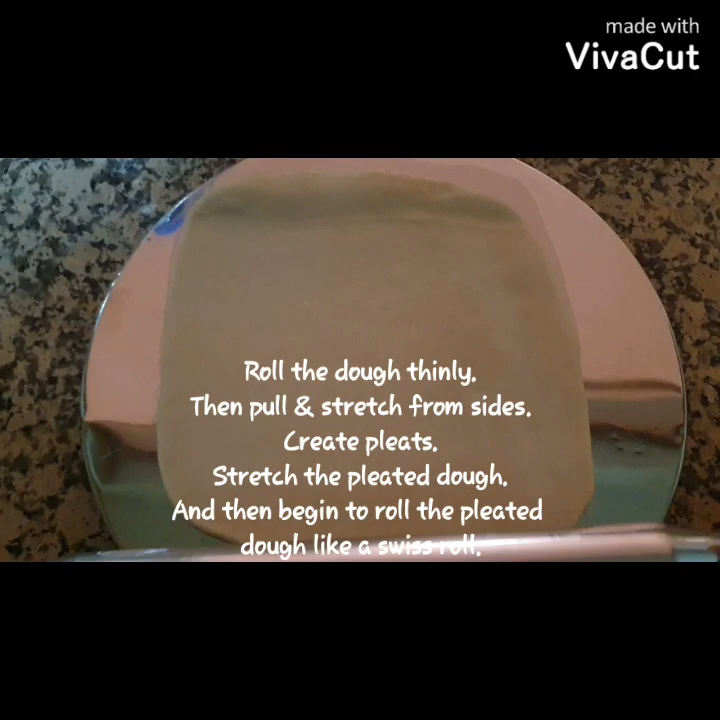 made with
VivaCut
Roll the dough thinly.
Then pull & stretch from sides.
Create pleats.
Stretch the pleated dough.
And then begin to roll the pleated
dough like a swiss roll.